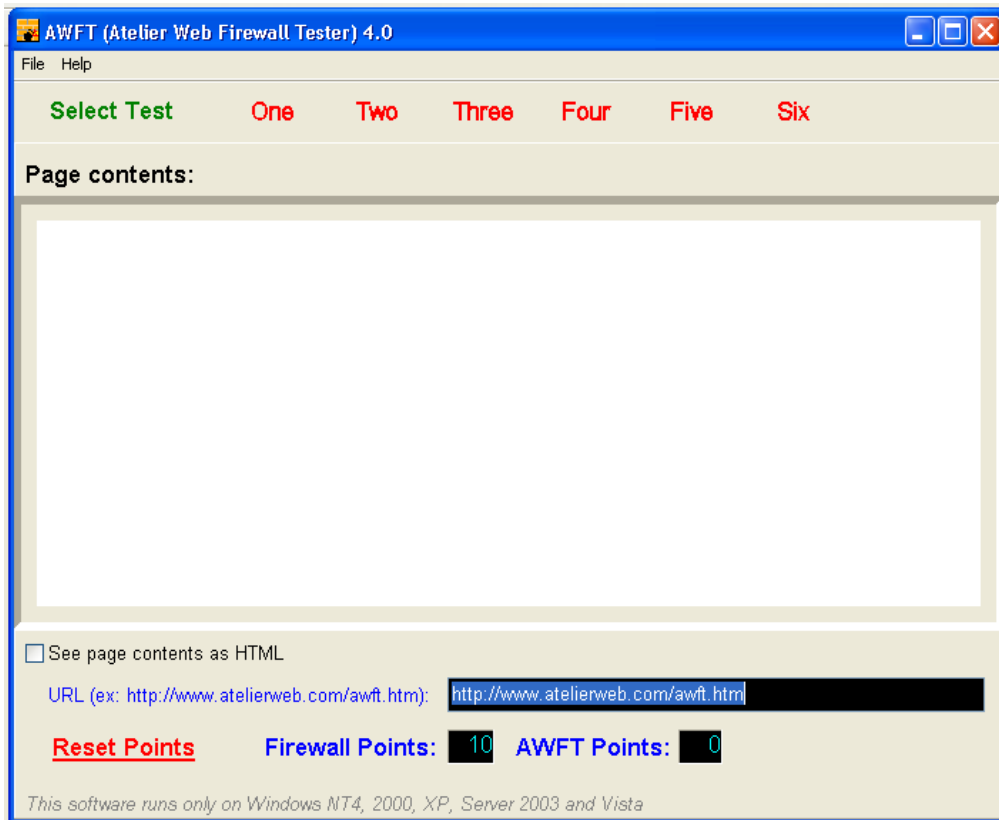 AWFT (Atelier Web Firewall Tester) 4.0
File Help
Select Test One Two Three Four Five Six
Page contents:
See page contents as HTML
URL (ex: http://www.atelierweb.com/awft.htm): http://www.atelierweb.com/awft.htm
Reset Points Firewall Points: 10 AWFT Points: 0
This software runs only on Windows NT4, 2000, XP, Server 2003 and Vista